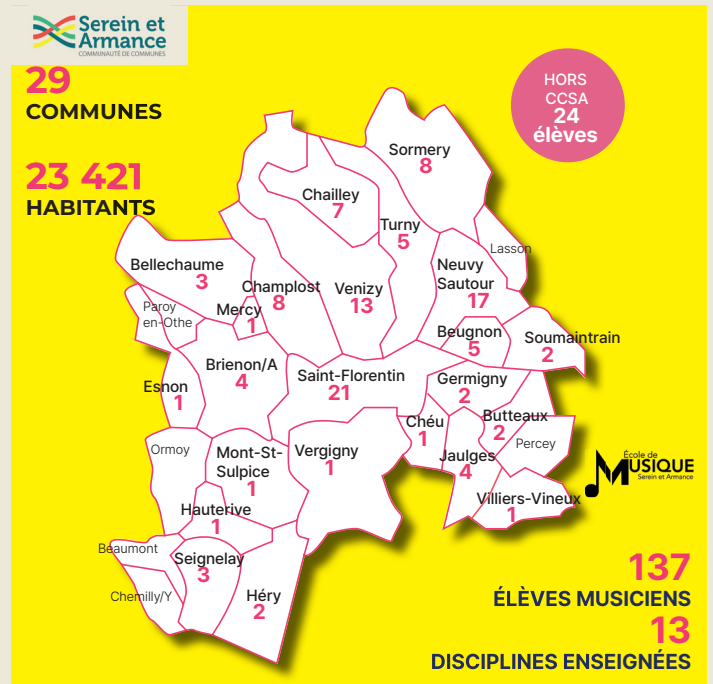 Serein et
Armance
COMMUNAUTÉ DE COMMUNES
29
COMMUNES
23 421
HABITANTS
HORS
CCSA
24
élèves
Sormery
8
Chailley
7
Turny
5
Lasson
Bellechaume
3
Champlost
8
Venizy
13
Neuvy
Sautour
17
Paroy
en-Othe
Mercy
1
Beugnon
5
Soumaintrain
2
Brienon/A
4
Saint-Florentin
21
Germigny
2
Esnon
1
Chéu
1
Butteaux
2
Percey
Ormoy
Mont-St-
Sulpice
1
Vergigny
1
Jaulges
4
École de
MUSIQUE
Serein et Armance
Villiers-Vineux
1
Hauterive
1
Beaumont
Seignelay
3
Chemilly/Y
Héry
2
137
ÉLÈVES MUSICIENS
13
DISCIPLINES ENSEIGNÉES